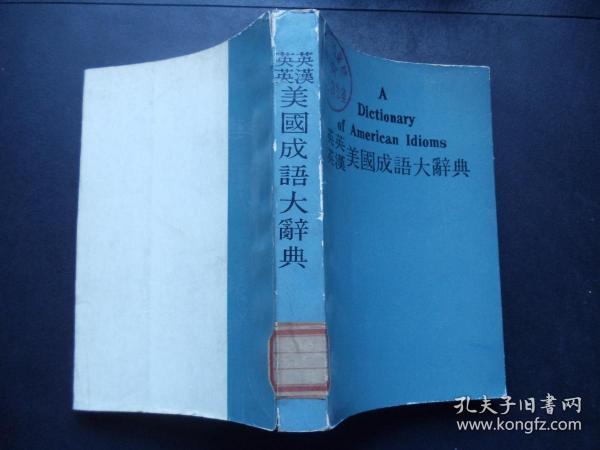 英英
英漢
美國成語大辭典
A
Dictionary
of American Idioms
英英
英漢
美國成語大辭典
孔夫子旧书网
www.kongfz.com